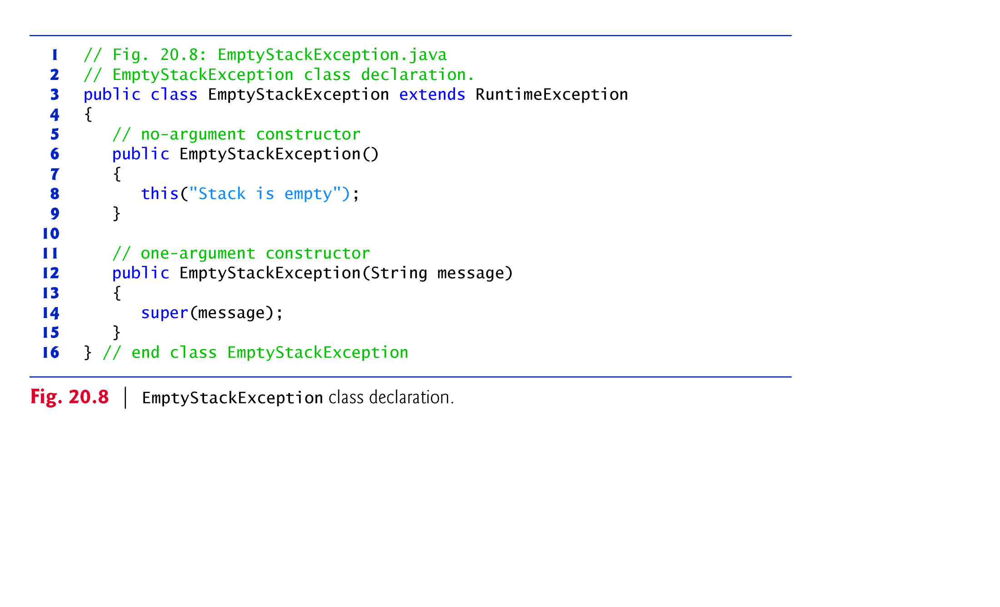 1 // Fig. 20.8: EmptyStackException.java
2 // EmptyStackException class declaration.
3 public class EmptyStackException extends RuntimeException
4 {
5    // no-argument constructor
6    public EmptyStackException()
7    {
8       this("Stack is empty");
9    }
10
11    // one-argument constructor
12    public EmptyStackException(String message)
13    {
14       super(message);
15    }
16 } // end class EmptyStackException
Fig. 20.8 | EmptyStackException class declaration.